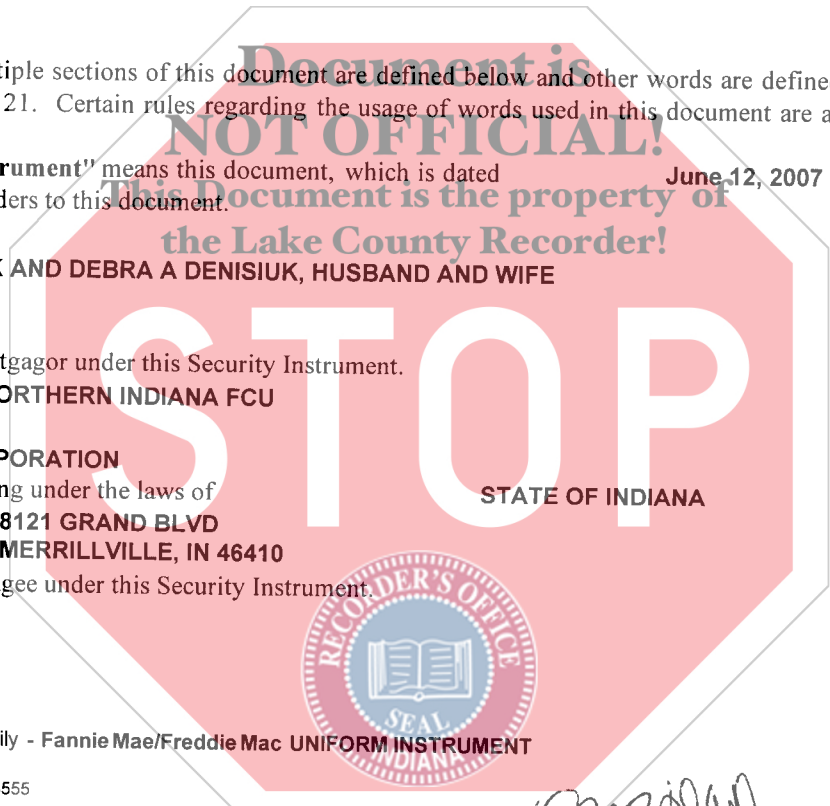 Document is
tiple sections of this document are defined below and other words are define
21. Certain rules regarding the usage of words used in this document are a
NOT OFFICIAL!
rument" means this document, which is dated June 12, 2007
This Document is the property of
ders to this document.
the Lake County Recorder!
AND DEBRA A DENISIUK, HUSBAND AND WIFE
STOP
tgagor under this Security Instrument.
ORTHERN INDIANA FCU
PORATION
ng under the laws of STATE OF INDIANA
8121 GRAND BLVD
MERRILLVILLE, IN 46410
gee under this Security Instrument.
RECORDER'S OFFICE
SEAL
INDIANA
ily - Fannie Mae/Freddie Mac UNIFORM INSTRUMENT
555